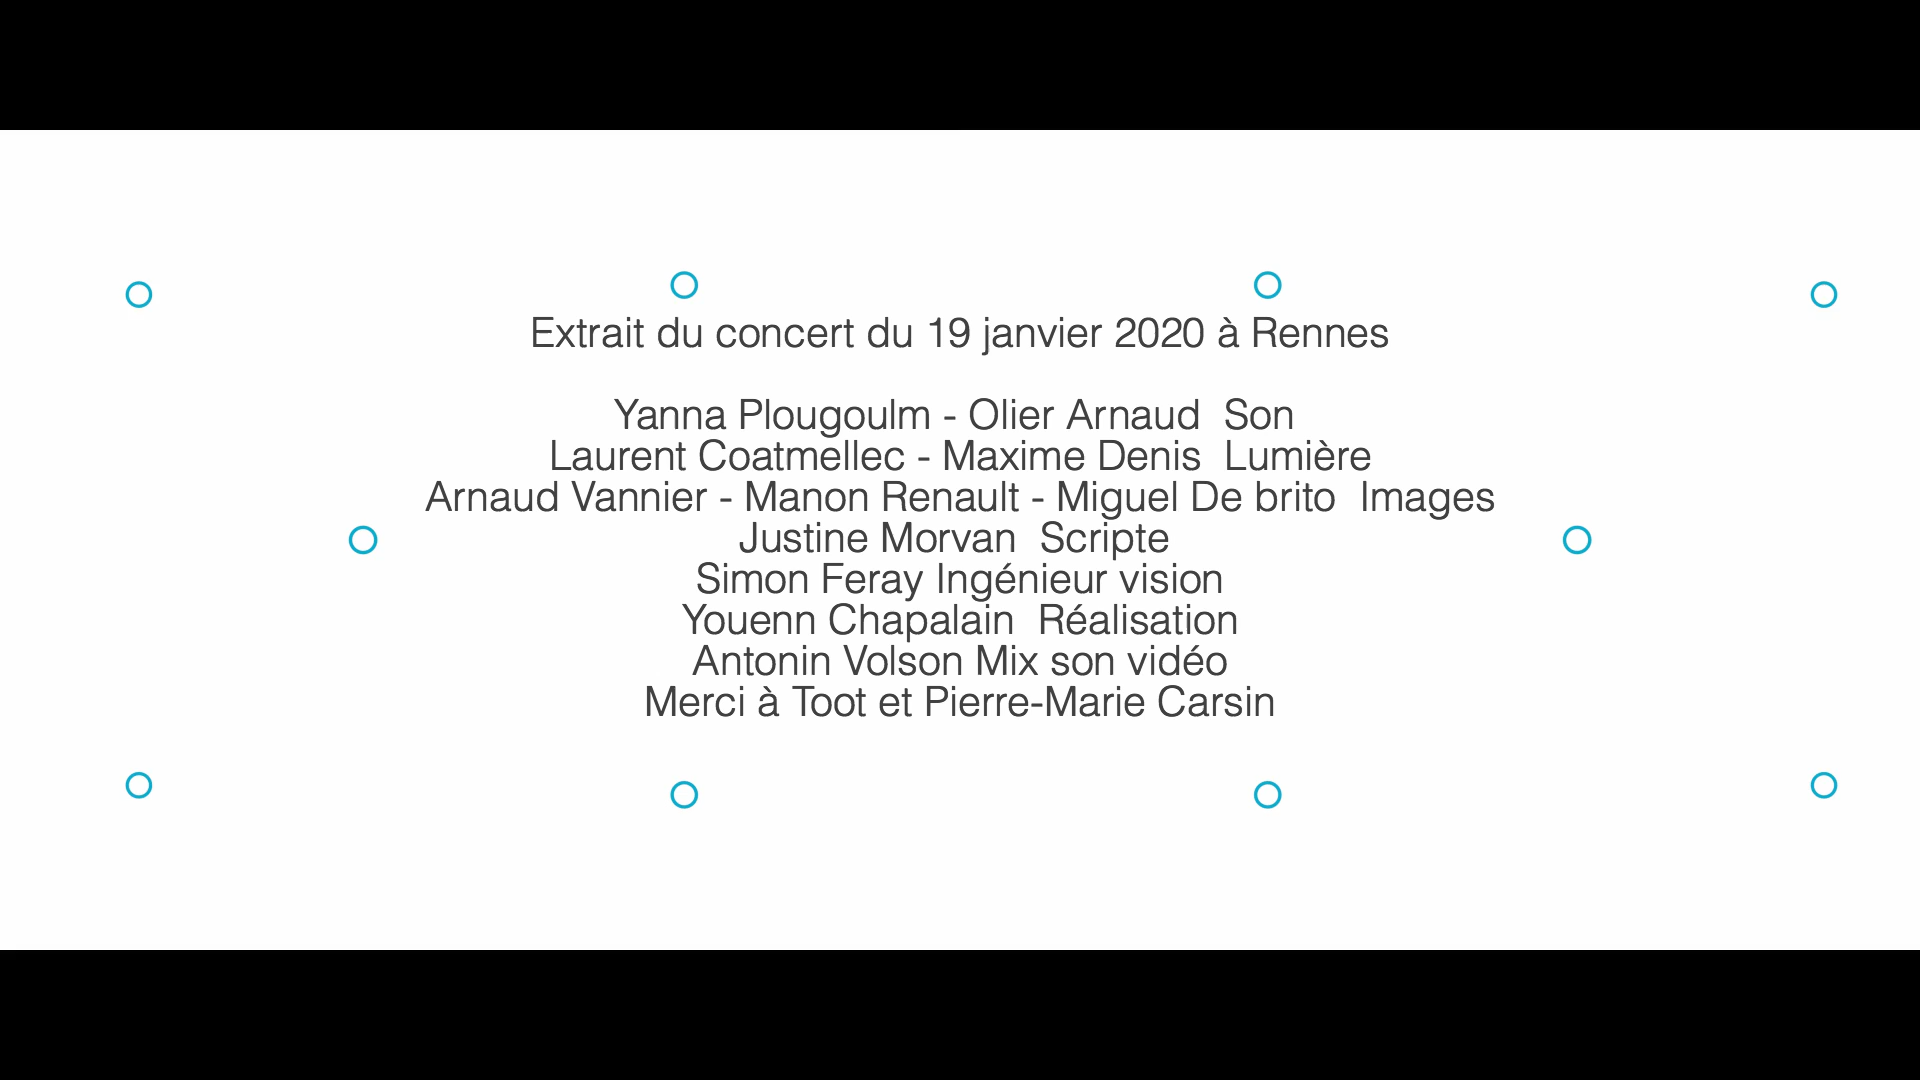 Extrait du concert du 19 janvier 2020 à Rennes
Yanna Plougoulm - Olier Arnaud  Son
Laurent Coatmellec - Maxime Denis  Lumière
Arnaud Vannier - Manon Renault - Miguel De brito  Images
Justine Morvan  Scripte
Simon Feray Ingénieur vision
Youenn Chapalain  Réalisation
Antonin Volson Mix son vidéo
Merci à Toot et Pierre-Marie Carsin